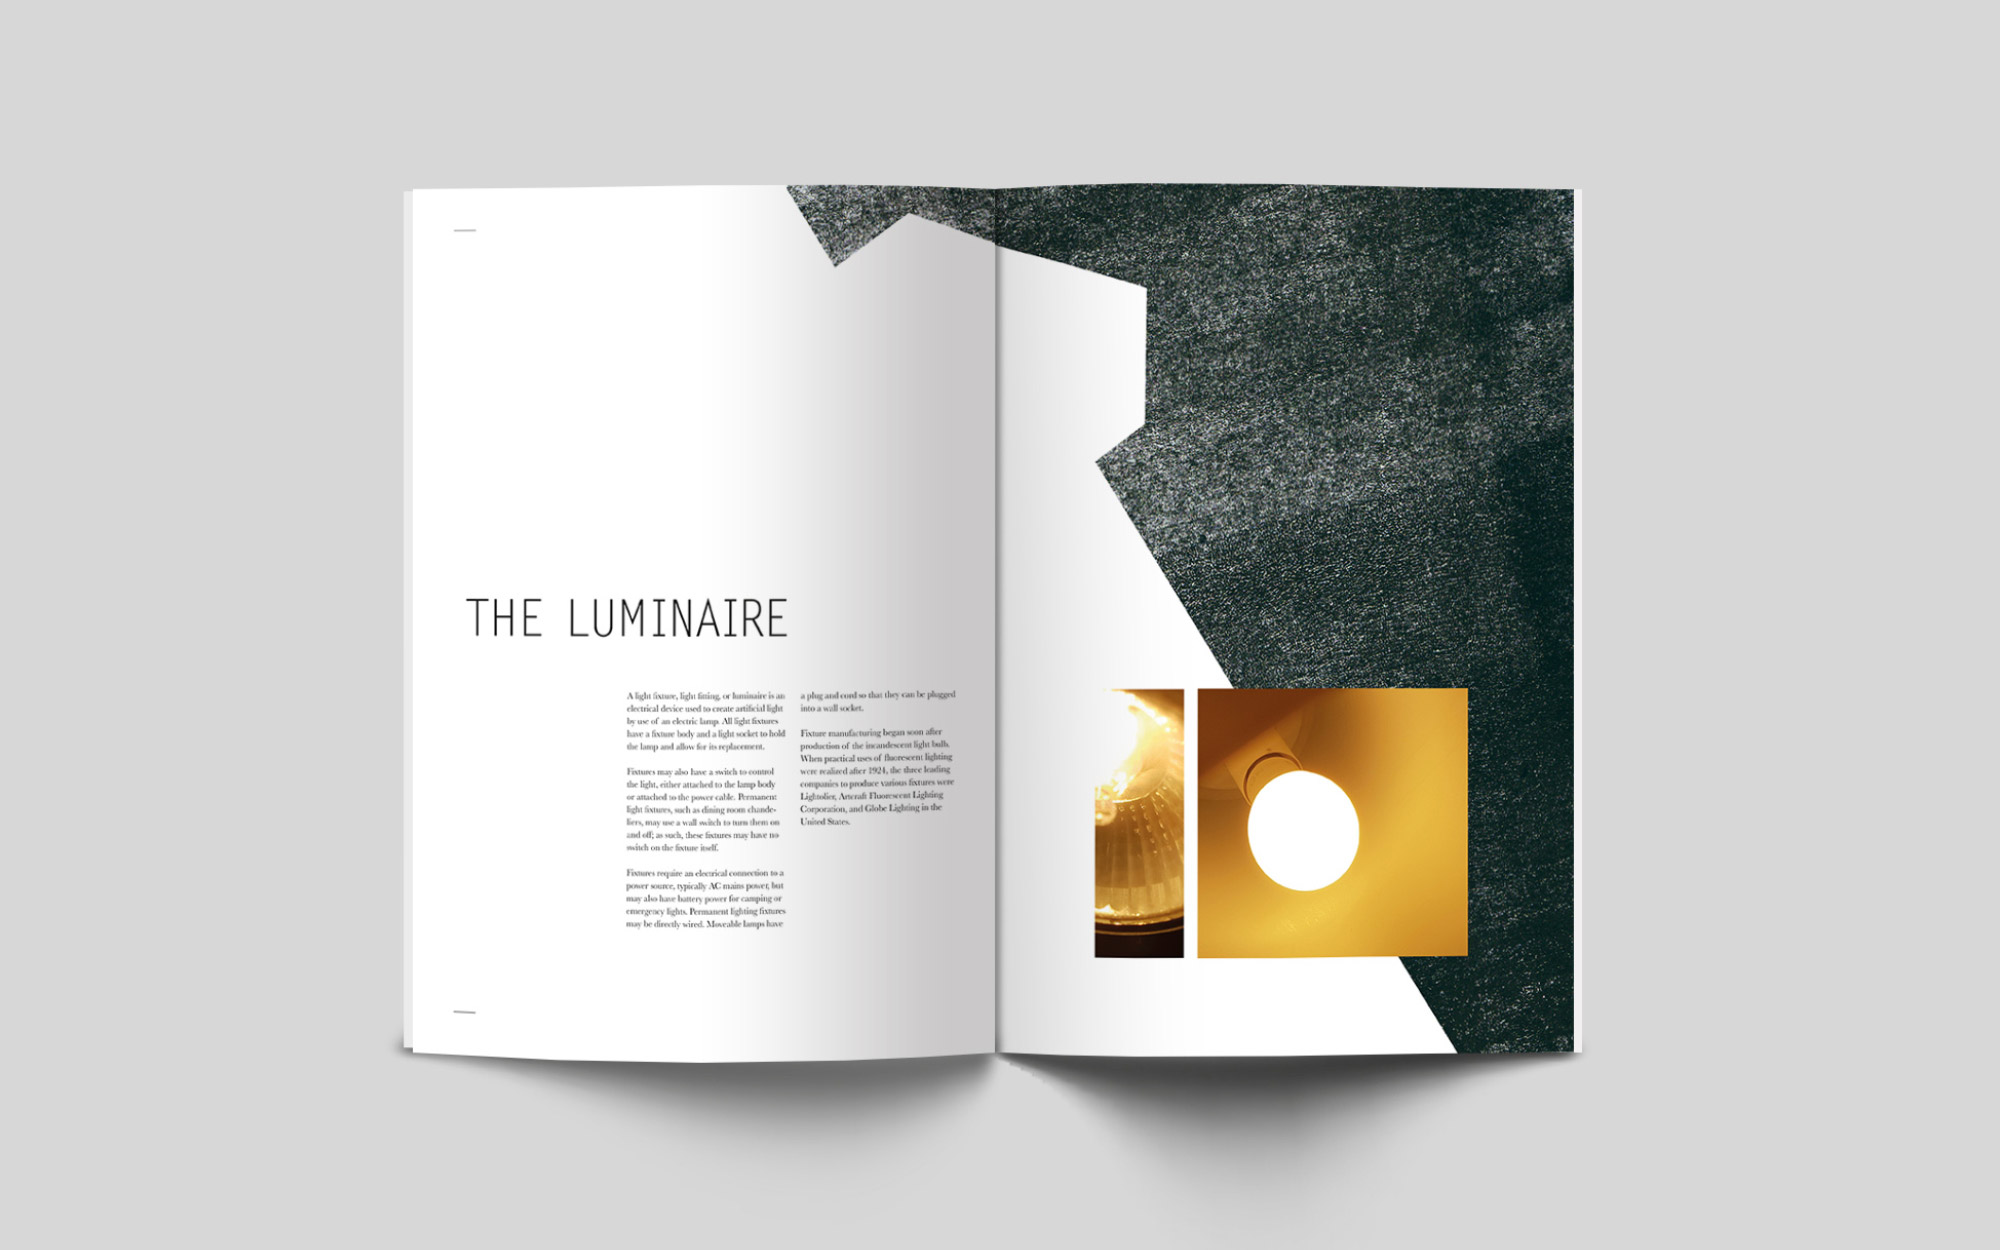 THE LUMINAIRE
A light fixture, light fitting, or luminaire is an
electrical device used to create artificial light
by use of an electric lamp. All light fixtures
have a fixture body and a light socket to hold
the lamp and allow for its replacement.
Fixtures may also have a switch to control
the light, either attached to the lamp body
or attached to the power cable. Permanent
light fixtures, such as dining room chande-
liers, may use a wall switch to turn them on
and off; as such, these fixtures may have no
switch on the fixture itself.
Fixtures require an electrical connection to a
power source, typically AC mains power, but
may also have battery power for camping or
emergency lights. Permanent lighting fixtures
may be directly wired. Moveable lamps have
a plug and cord so that they can be plugged
into a wall socket.
Fixture manufacturing began soon after
production of the incandescent light bulb.
When practical uses of fluorescent lighting
were realized after 1924, the three leading
companies to produce various fixtures were
Lightolier, Artcraft Fluorescent Lighting
Corporation, and Globe Lighting in the
United States.